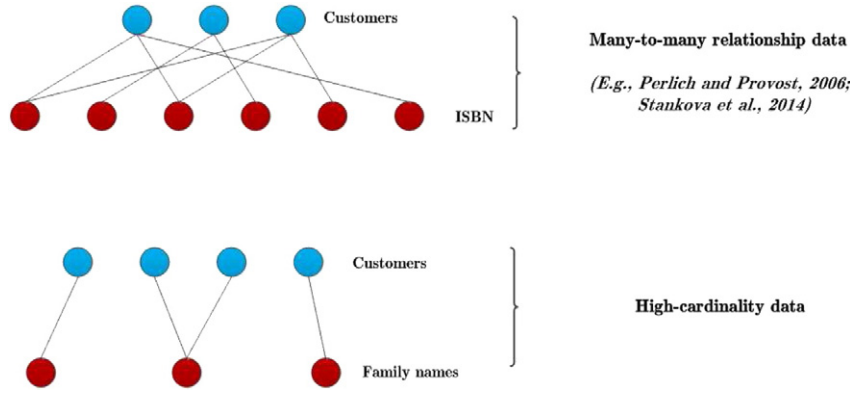 Customers
ISBN
Many-to-many relationship data
(E.g., Perlich and Provost, 2006;
Stankova et al., 2014)
Customers
Family names
High-cardinality data